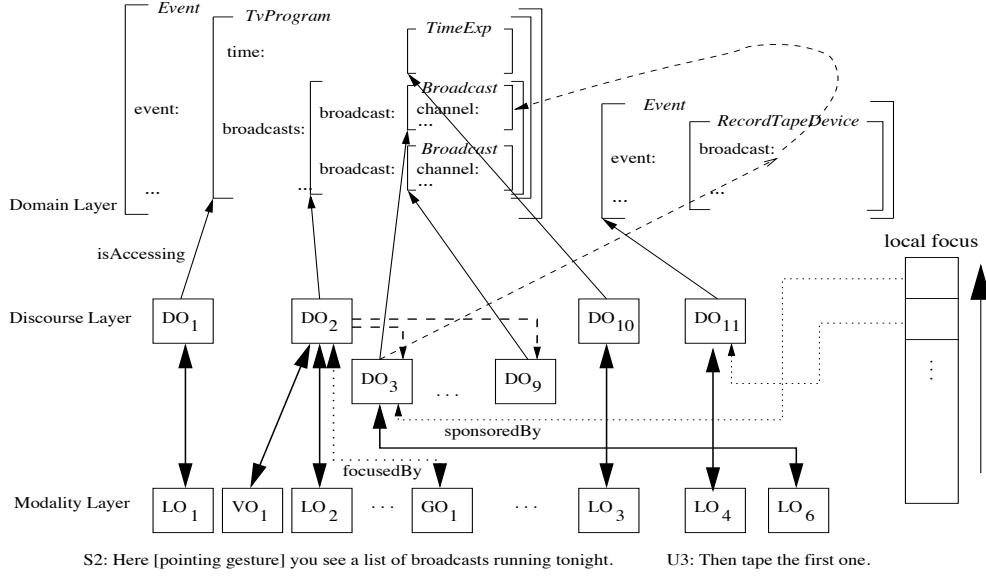 Event
TvProgram
time:
TimeExp
event:
broadcasts:
broadcast:
Broadcast
channel:
...
broadcast:
Broadcast
channel:
...
...
...
Event
RecordTapeDevice
event:
broadcast:
...
...
Domain Layer
isAccessing
local focus
Discourse Layer
DO1
DO2
DO10
DO11
DO3
...
DO9
...
sponsoredBy
focusedBy
Modality Layer
LO1
VO1
LO2
...
GO1
...
LO3
LO4
LO6
S2: Here [pointing gesture] you see a list of broadcasts running tonight.
U3: Then tape the first one.